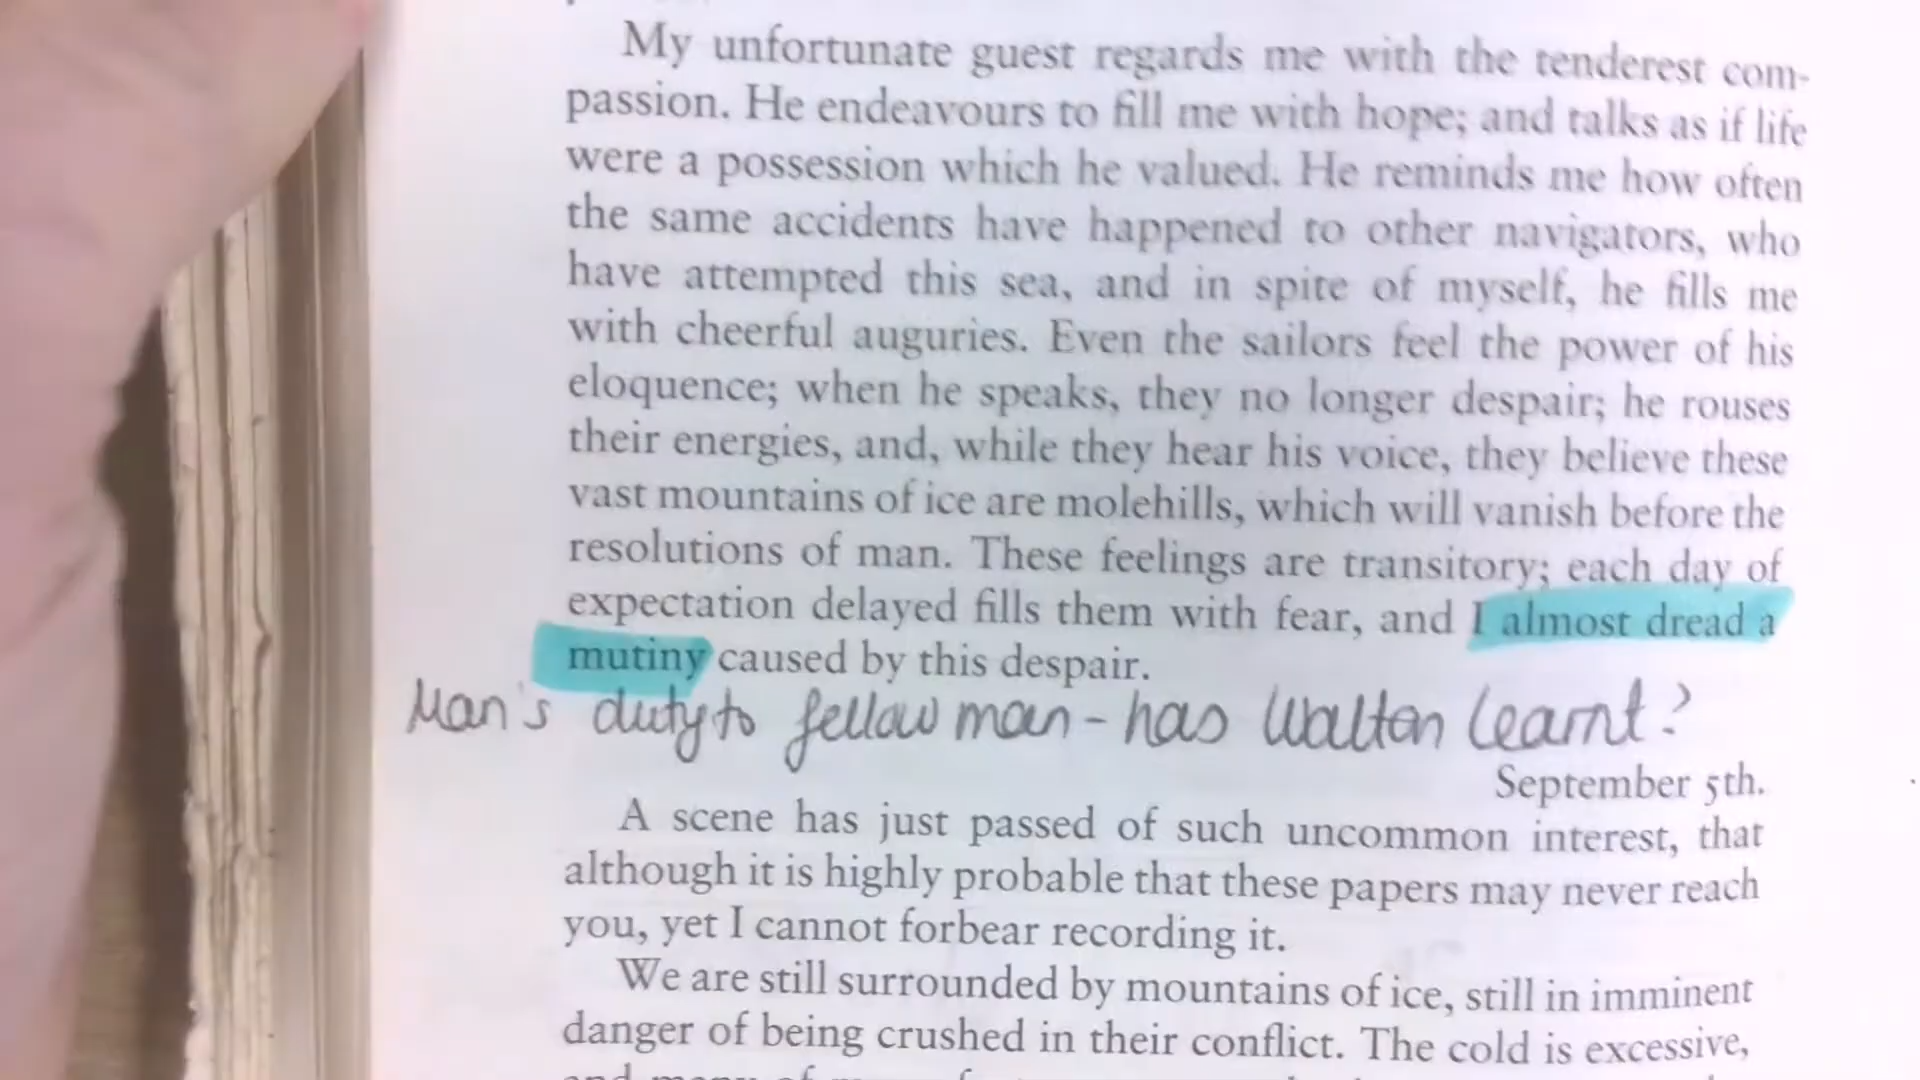 My unfortunate guest regards me with the tenderest com-
passion. He endeavours to fill me with hope; and talks as if life
were a possession which he valued. He reminds me how often
the same accidents have happened to other navigators, who
have attempted this sea, and in spite of myself, he fills me
with cheerful auguries. Even the sailors feel the power of his
eloquence; when he speaks, they no longer despair; he rouses
their energies, and, while they hear his voice, they believe these
vast mountains of ice are molehills, which will vanish before the
resolutions of man. These feelings are transitory; each day of
expectation delayed fills them with fear, and I almost dread a
mutiny caused by this despair.
Man's duty to fellow man - has Walton learnt?
September 5th.
A scene has just passed of such uncommon interest, that
although it is highly probable that these papers may never reach
you, yet I cannot forbear recording it.
We are still surrounded by mountains of ice, still in imminent
danger of being crushed in their conflict. The cold is excessive,